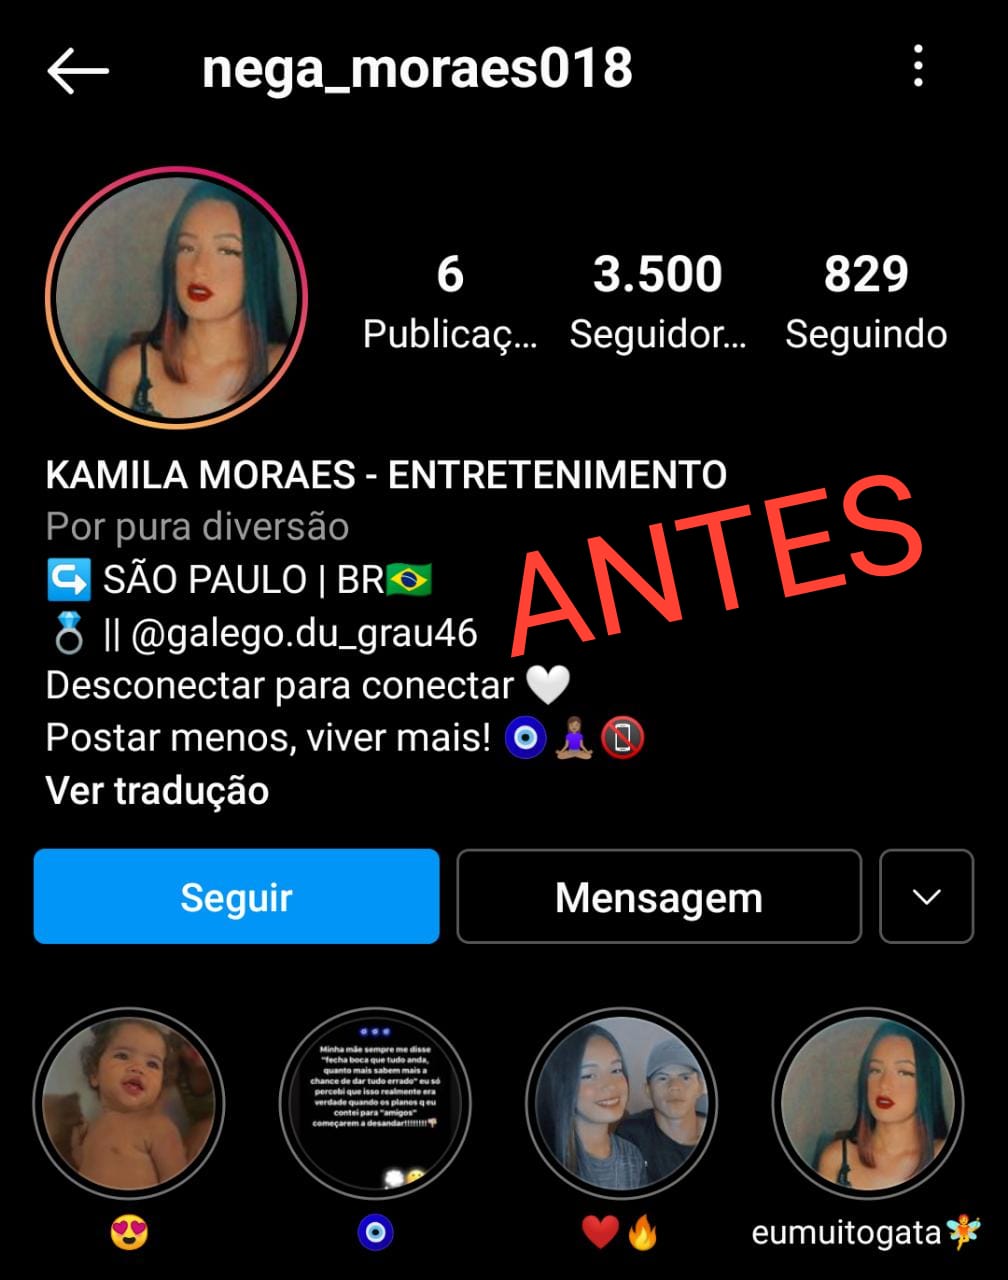 nega_moraes018
6
3.500
829
Publicaç...
Seguidor...
Seguindo
KAMILA MORAES - ENTRETENIMENTO
Por pura diversão
SÃO PAULO | BR🇧🇷
💍 || @galego.du_grau46
Desconectar para conectar 🤍
Postar menos, viver mais! 🧿🧘🏽‍♀️📵
Ver tradução
ANTES
Seguir
Mensagem
Minha mãe sempre me disse
"fecha boca que tudo anda,
quanto mais sabem mais a
chance de dar tudo errado" eu só
percebi que isso realmente era
verdade quando os planos q eu
contei para "amigos"
começarem a desandar!!!!!!!!
eumuitogata🧚